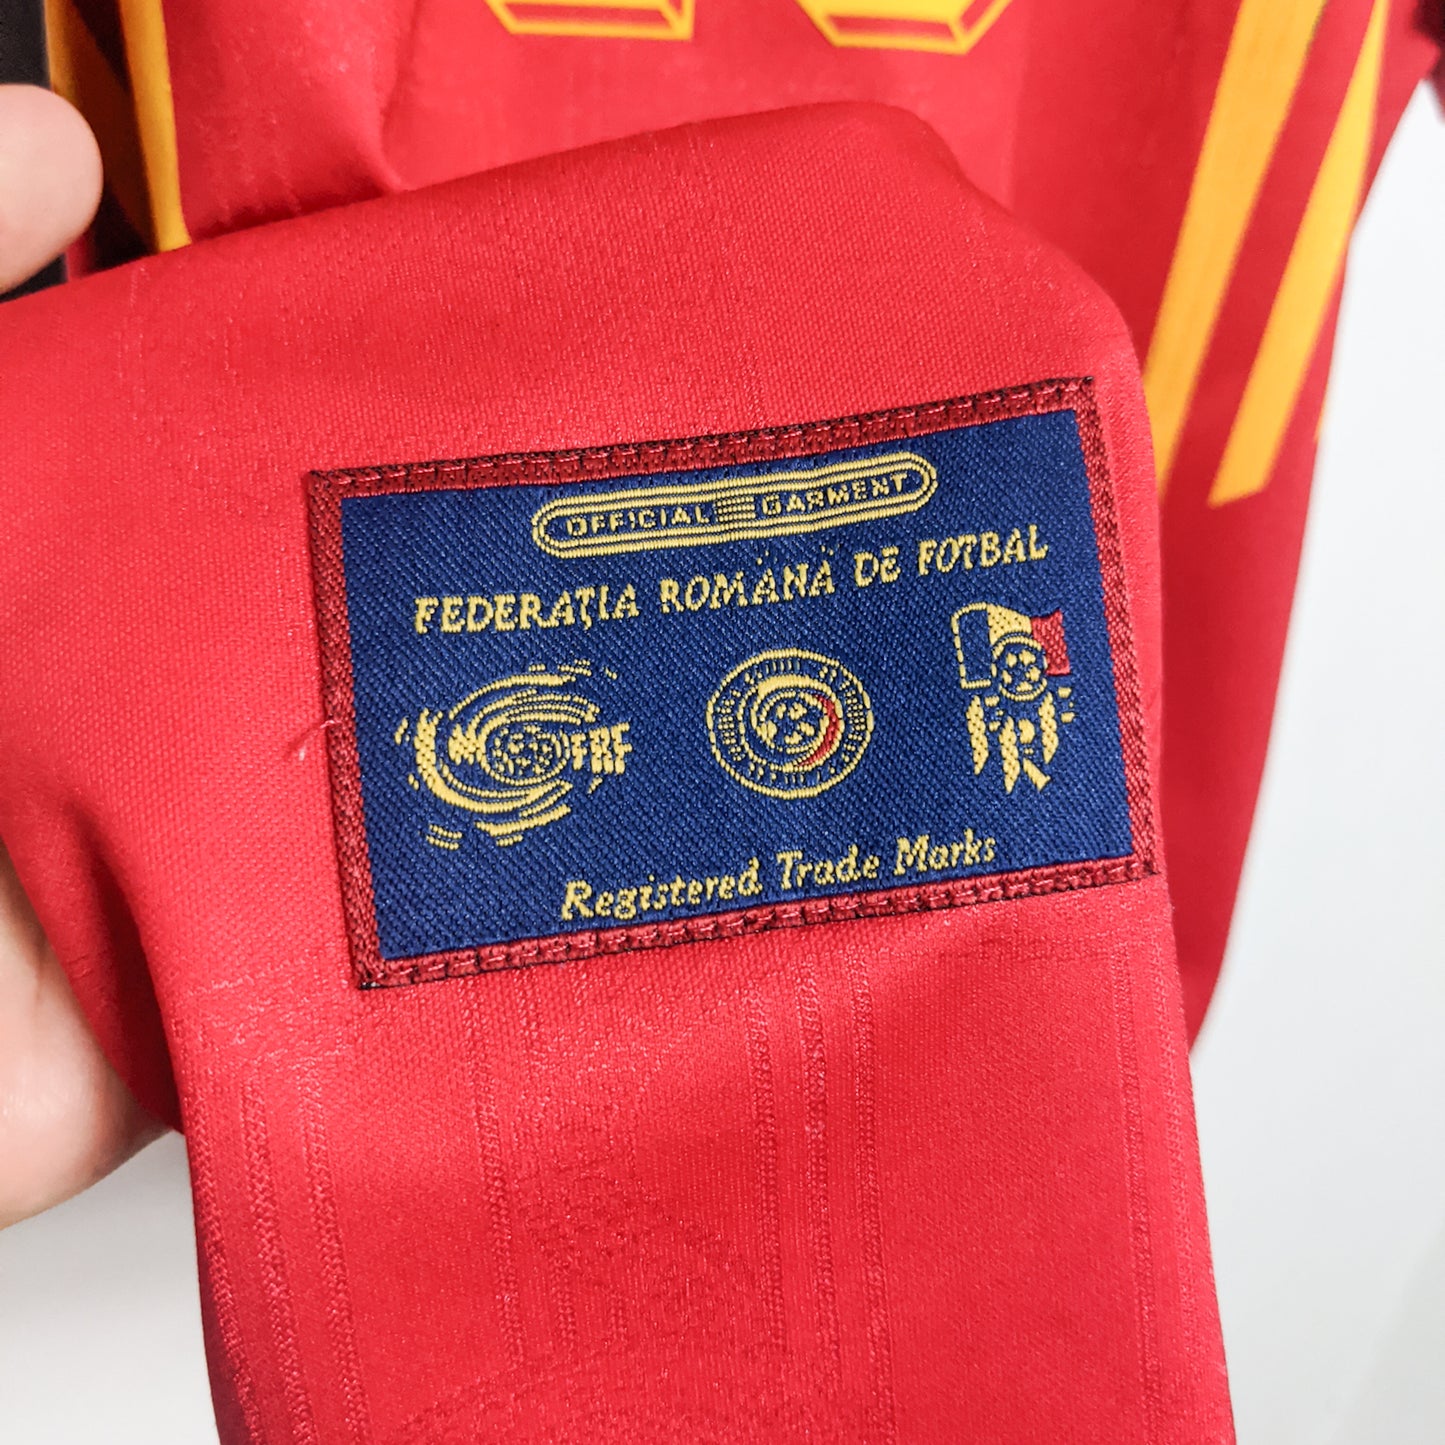 OFFICIAL GARMENT
FEDERAȚIA ROMÂNĂ DE FOTBAL
FRF
Registered Trade Marks